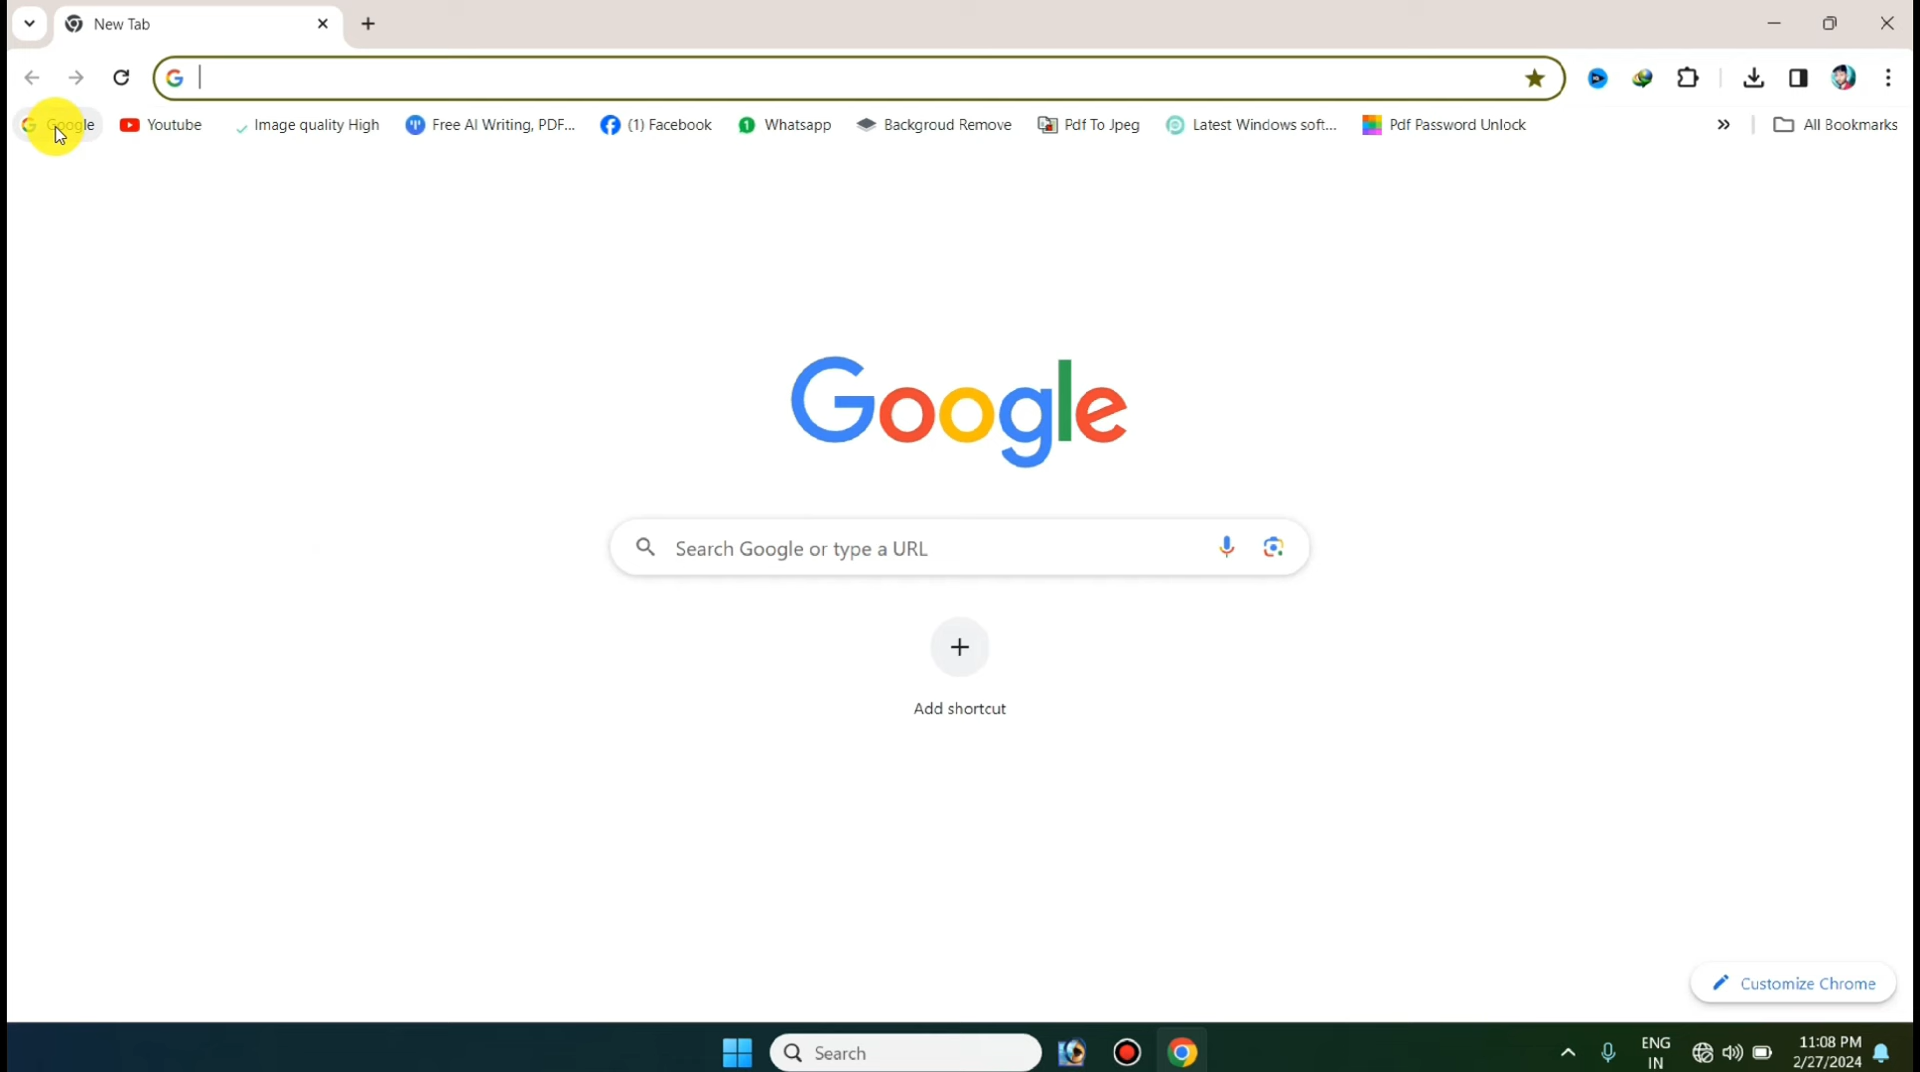 New Tab
Google Youtube Image quality High Free AI Writing, PDF... (1) Facebook Whatsapp Backgroud Remove Pdf To Jpeg Latest Windows soft... Pdf Password Unlock » All Bookmarks
Google
Search Google or type a URL
Add shortcut
Customize Chrome
Search
ENG
IN
11:08 PM
2/27/2024